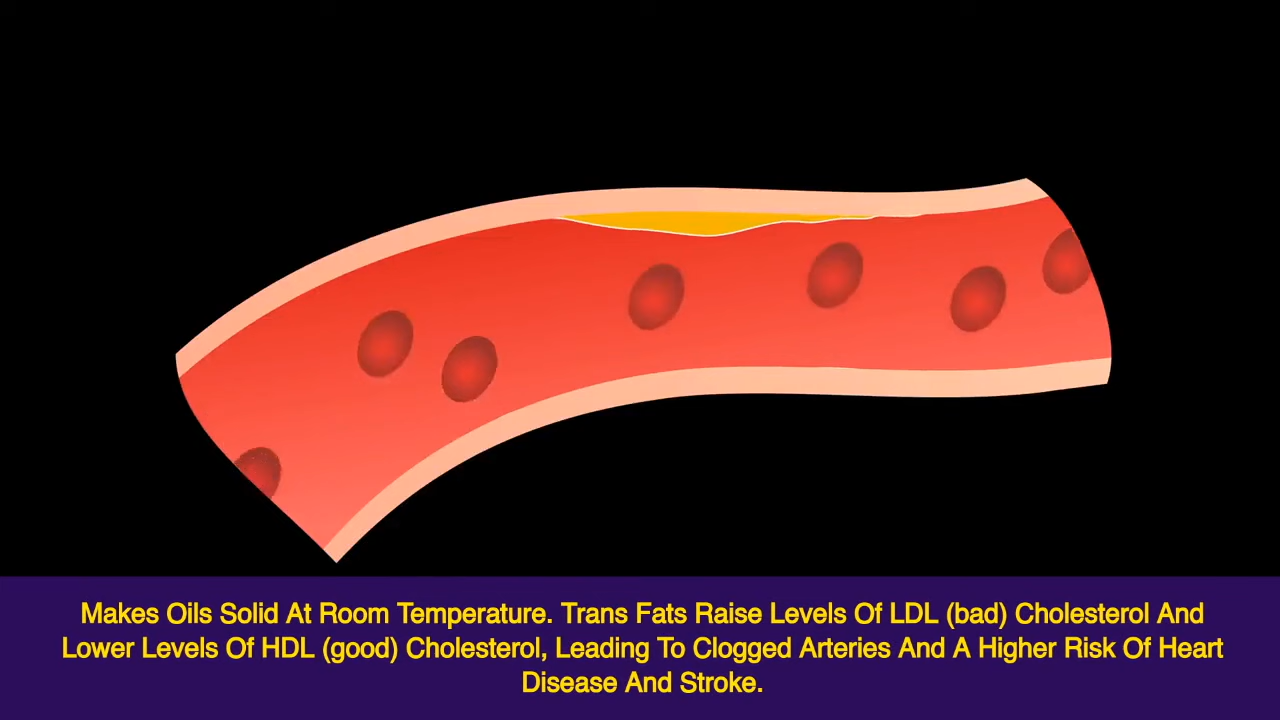 Makes Oils Solid At Room Temperature. Trans Fats Raise Levels Of LDL (bad) Cholesterol And
Lower Levels Of HDL (good) Cholesterol, Leading To Clogged Arteries And A Higher Risk Of Heart
Disease And Stroke.